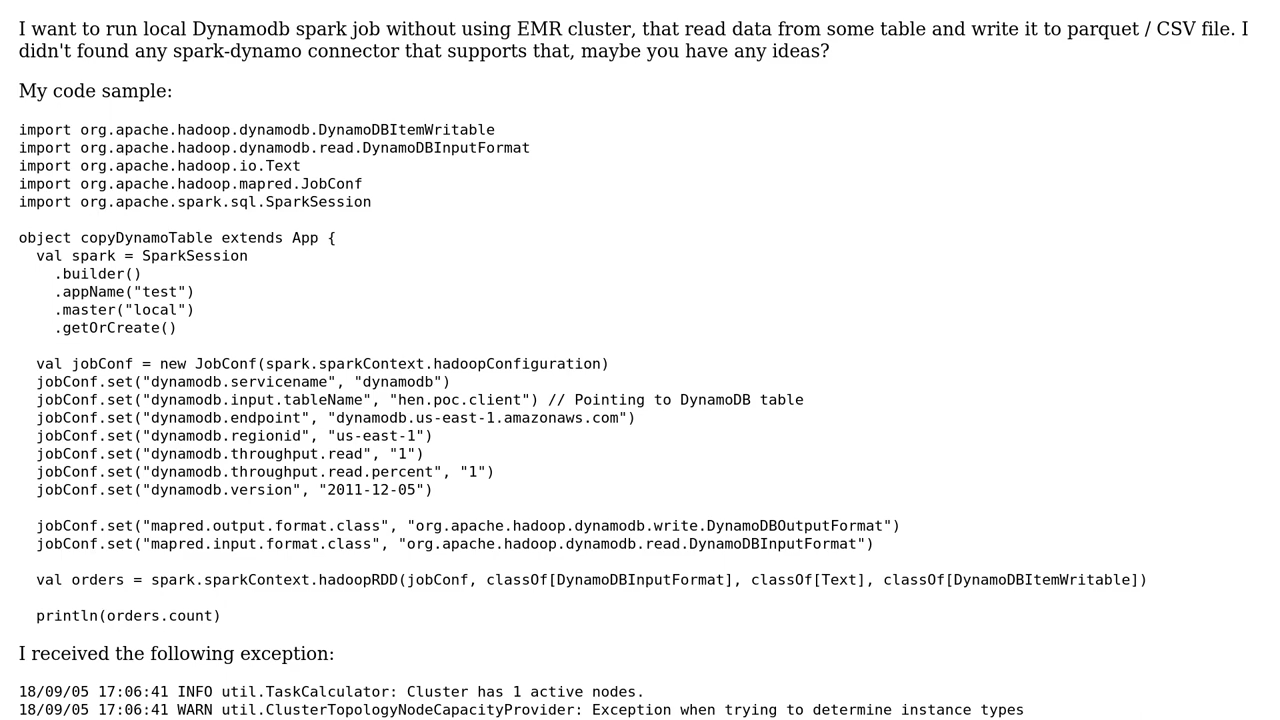 I want to run local Dynamodb spark job without using EMR cluster, that read data from some table and write it to parquet / CSV file. I
didn't found any spark-dynamo connector that supports that, maybe you have any ideas?
My code sample:
import org.apache.hadoop.dynamodb.DynamoDBItemWritable
import org.apache.hadoop.dynamodb.read.DynamoDBInputFormat
import org.apache.hadoop.io.Text
import org.apache.hadoop.mapred.JobConf
import org.apache.spark.sql.SparkSession
object copyDynamoTable extends App {
  val spark = SparkSession
    .builder()
    .appName("test")
    .master("local")
    .getOrCreate()
  val jobConf = new JobConf(spark.sparkContext.hadoopConfiguration)
  jobConf.set("dynamodb.servicename", "dynamodb")
  jobConf.set("dynamodb.input.tableName", "hen.poc.client") // Pointing to DynamoDB table
  jobConf.set("dynamodb.endpoint", "dynamodb.us-east-1.amazonaws.com")
  jobConf.set("dynamodb.regionid", "us-east-1")
  jobConf.set("dynamodb.throughput.read", "1")
  jobConf.set("dynamodb.throughput.read.percent", "1")
  jobConf.set("dynamodb.version", "2011-12-05")
  jobConf.set("mapred.output.format.class", "org.apache.hadoop.dynamodb.write.DynamoDBOutputFormat")
  jobConf.set("mapred.input.format.class", "org.apache.hadoop.dynamodb.read.DynamoDBInputFormat")
  val orders = spark.sparkContext.hadoopRDD(jobConf, classOf[DynamoDBInputFormat], classOf[Text], classOf[DynamoDBItemWritable])
  println(orders.count)
I received the following exception:
18/09/05 17:06:41 INFO util.TaskCalculator: Cluster has 1 active nodes.
18/09/05 17:06:41 WARN util.ClusterTopologyNodeCapacityProvider: Exception when trying to determine instance types